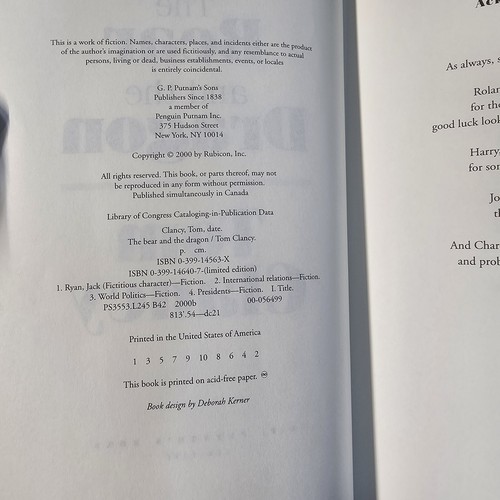 This is a work of fiction. Names, characters, places, and incidents either are the product
of the author's imagination or are used fictitiously, and any resemblance to actual
persons, living or dead, business establishments, events, or locales
is entirely coincidental.
G. P. Putnam's Sons
Publishers Since 1838
a member of
Penguin Putnam Inc.
375 Hudson Street
New York, NY 10014
Copyright © 2000 by Rubicon, Inc.
All rights reserved. This book, or parts thereof, may not
be reproduced in any form without permission.
Published simultaneously in Canada
Library of Congress Cataloging-in-Publication Data
Clancy, Tom, date.
The bear and the dragon / Tom Clancy.
p. cm.
ISBN 0-399-14563-X
ISBN 0-399-14640-7-(limited edition)
1. Ryan, Jack (Fictitious character)—Fiction. 2. International relations—Fiction.
3. World Politics—Fiction. 4. Presidents—Fiction. I. Title.
PS3553.L245 B42 2000b 00-056499
813'.54—dc21
Printed in the United States of America
1 3 5 7 9 10 8 6 4 2
This book is printed on acid-free paper. ♾
Book design by Deborah Kerner
As always, s
Rolan
for the
good luck look
Harry
for sor
Jo
th
And Char
and prob